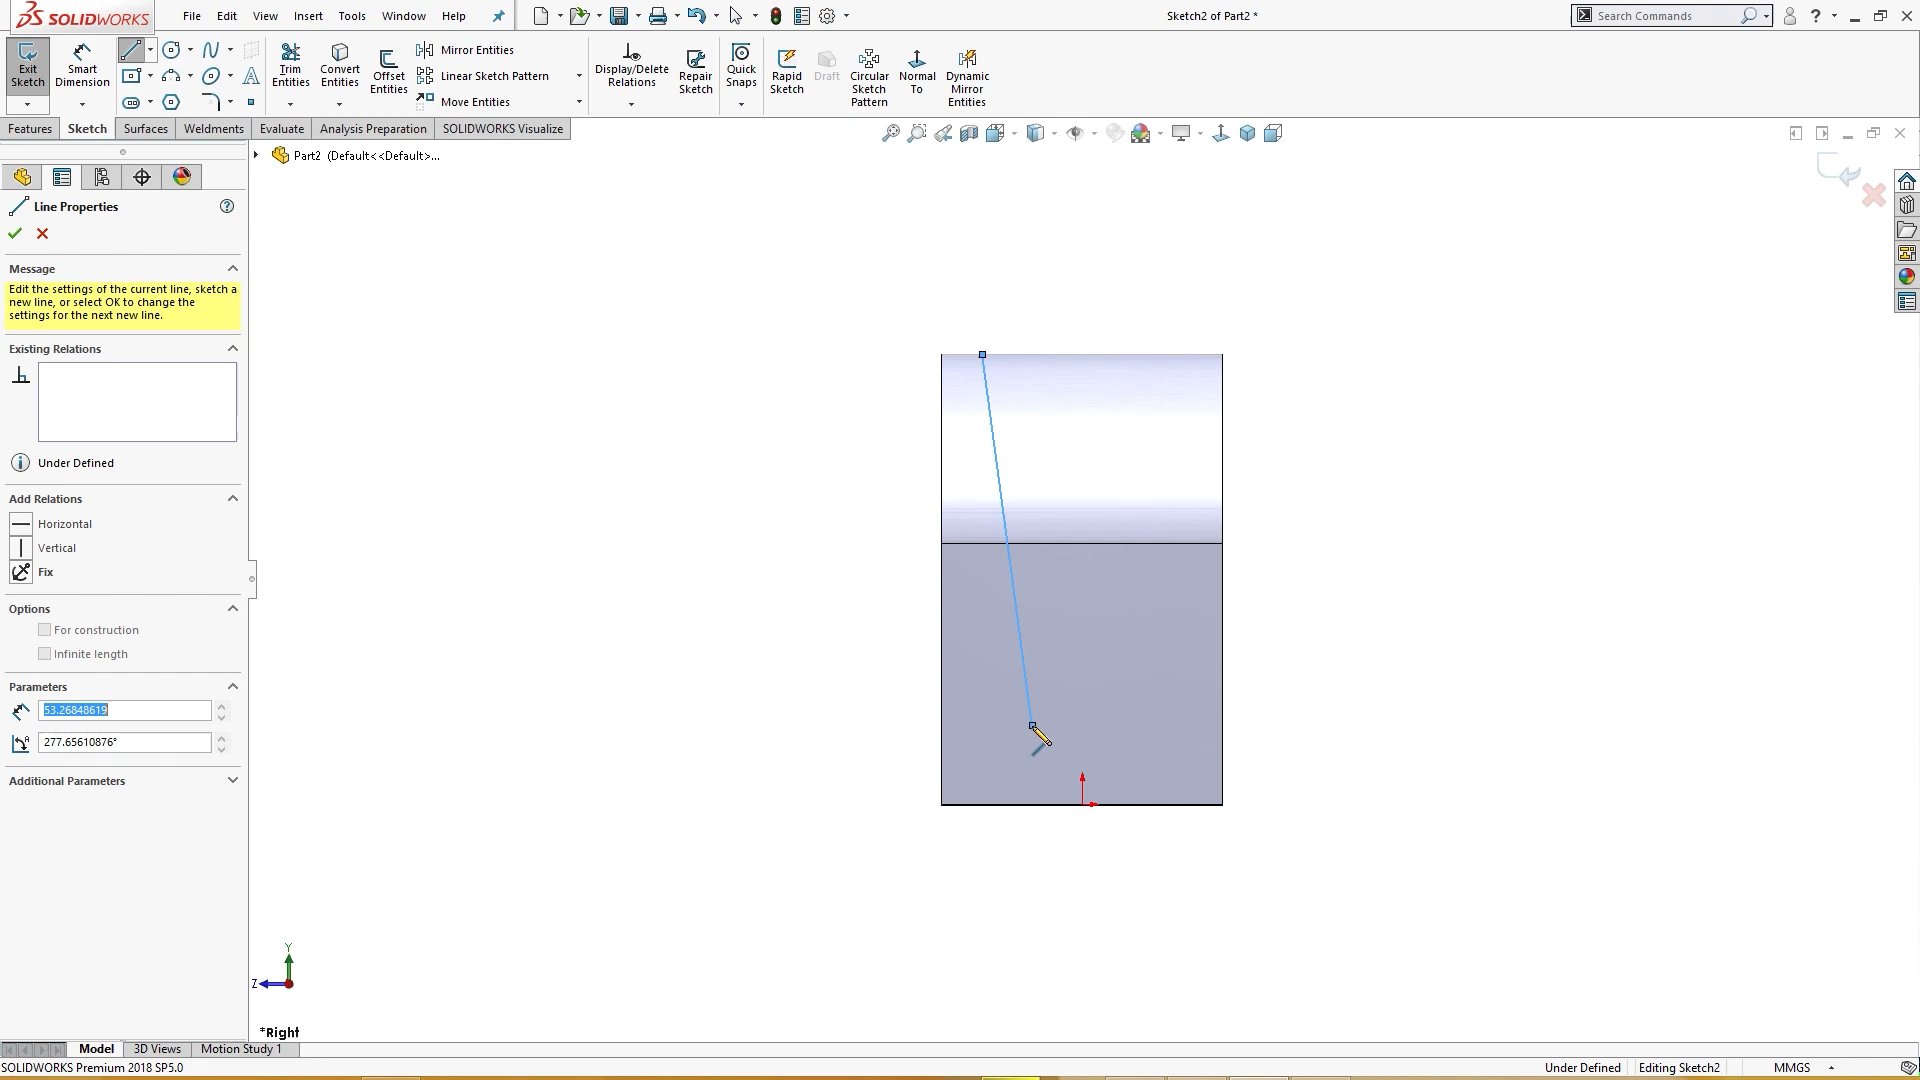 SOLIDWORKS
File Edit View Insert Tools Window Help
Sketch2 of Part2 *
Search Commands
?
Exit Sketch
Smart Dimension
Trim Entities
Convert Entities
Offset Entities
Mirror Entities
Linear Sketch Pattern
Move Entities
Display/Delete Relations
Repair Sketch
Quick Snaps
Rapid Sketch
Draft
Circular Sketch Pattern
Normal To
Dynamic Mirror Entities
Features Sketch Surfaces Weldments Evaluate Analysis Preparation SOLIDWORKS Visualize
Part2 (Default<<Default>...
Line Properties
?
Message
Edit the settings of the current line, sketch a
new line, or select OK to change the
settings for the next new line.
Existing Relations
Under Defined
Add Relations
Horizontal
Vertical
Fix
Options
For construction
Infinite length
Parameters
53.26848619
277.65610876°
Additional Parameters
Y
Z
*Right
Model 3D Views Motion Study 1
SOLIDWORKS Premium 2018 SP5.0
Under Defined Editing Sketch2 MMGS